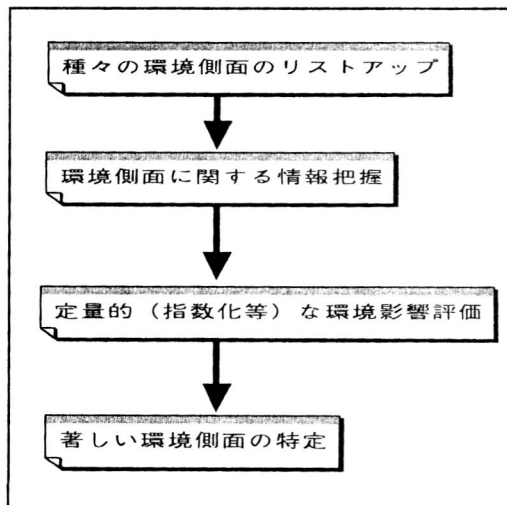 種々の環境側面のリストアップ
環境側面に関する情報把握
定量的（指数化等）な環境影響評価
著しい環境側面の特定